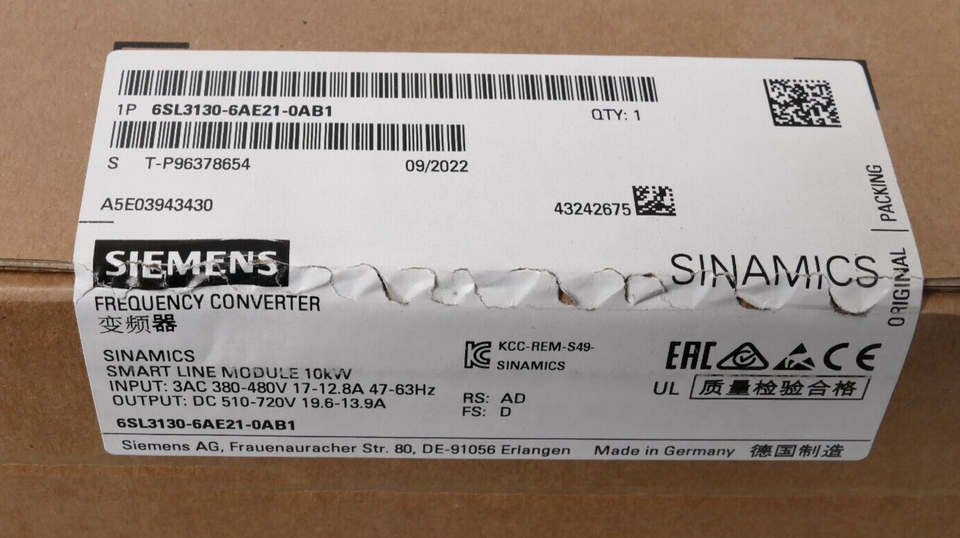 1P 6SL3130-6AE21-0AB1 QTY: 1
S T-P96378654 09/2022
A5E03943430 43242675
ORIGINAL PACKING
SIEMENS SINAMICS
FREQUENCY CONVERTER
变频器
SINAMICS
SMART LINE MODULE 10kW
INPUT: 3AC 380-480V 17-12.8A 47-63Hz
OUTPUT: DC 510-720V 19.6-13.9A
6SL3130-6AE21-0AB1
KCC-REM-S49-
SINAMICS
RS: AD
FS: D
EAC CE
UL 质量检验合格
Siemens AG, Frauenauracher Str. 80, DE-91056 Erlangen Made in Germany 德国制造